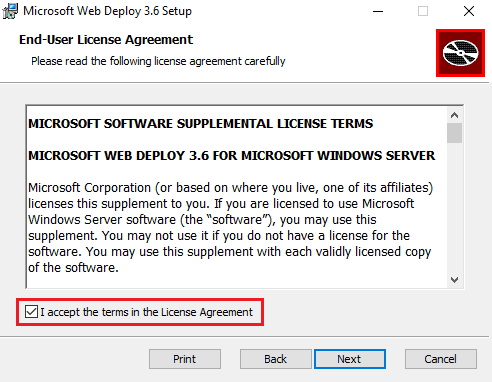 Microsoft Web Deploy 3.6 Setup
End-User License Agreement
Please read the following license agreement carefully
MICROSOFT SOFTWARE SUPPLEMENTAL LICENSE TERMS
MICROSOFT WEB DEPLOY 3.6 FOR MICROSOFT WINDOWS SERVER
Microsoft Corporation (or based on where you live, one of its affiliates)
licenses this supplement to you. If you are licensed to use Microsoft
Windows Server software (the “software”), you may use this
supplement. You may not use it if you do not have a license for the
software. You may use this supplement with each validly licensed copy
of the software.
I accept the terms in the License Agreement
Print
Back
Next
Cancel